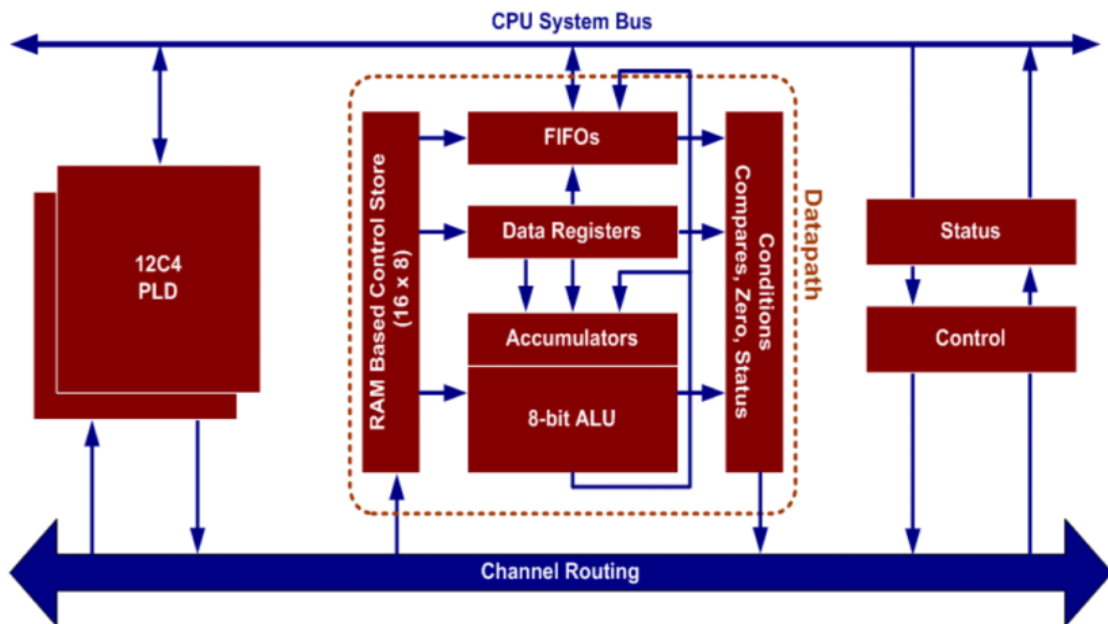 CPU System Bus
12C4
PLD
RAM Based Control Store
(16 x 8)
FIFOs
Data Registers
Accumulators
8-bit ALU
Conditions
Compares, Zero, Status
Datapath
Status
Control
Channel Routing